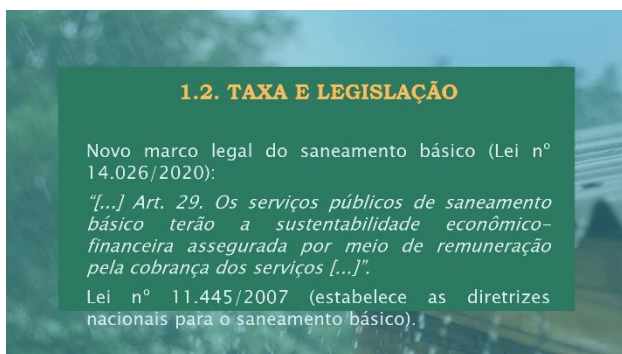 1.2. TAXA E LEGISLAÇÃO
Novo marco legal do saneamento básico (Lei nº
14.026/2020):
“[...] Art. 29. Os serviços públicos de saneamento
básico terão a sustentabilidade econômico-
financeira assegurada por meio de remuneração
pela cobrança dos serviços [...]”.
Lei nº 11.445/2007 (estabelece as diretrizes
nacionais para o saneamento básico).